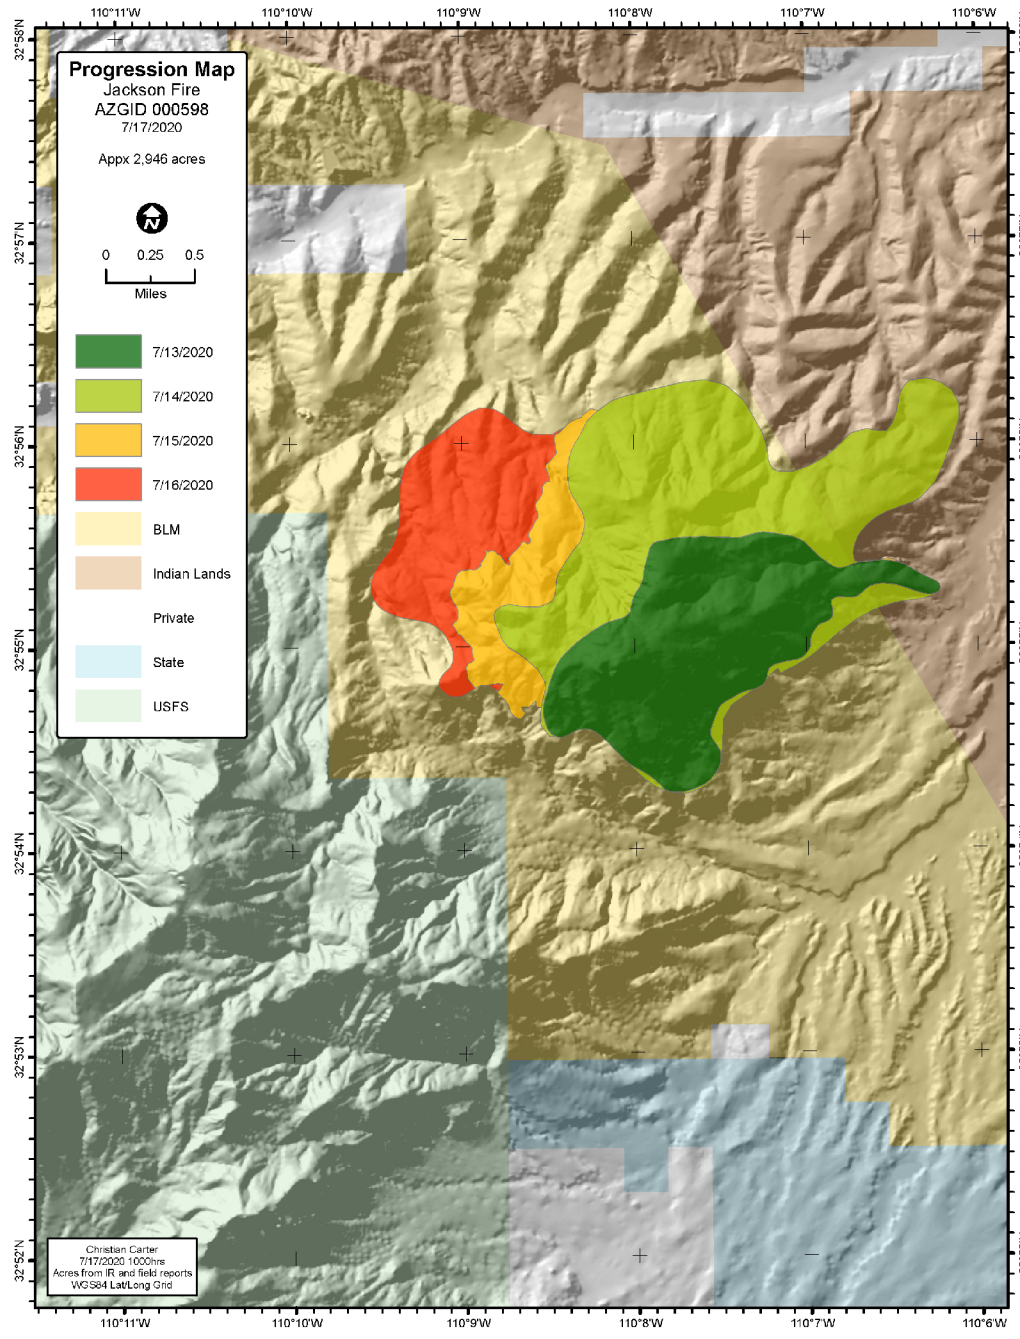 110°11'W 110°10'W 110°9'W 110°8'W 110°7'W 110°6'W
32°58'N
32°57'N
32°56'N
32°55'N
32°54'N
32°53'N
32°52'N
Progression Map
Jackson Fire
AZGID 000598
7/17/2020
Appx 2,946 acres
N
0 0.25 0.5
Miles
7/13/2020
7/14/2020
7/15/2020
7/16/2020
BLM
Indian Lands
Private
State
USFS
Christian Carter
7/17/2020 1000hrs
Acres from IR and field reports
WGS84 Lat/Long Grid
110°11'W 110°10'W 110°9'W 110°8'W 110°7'W 110°6'W